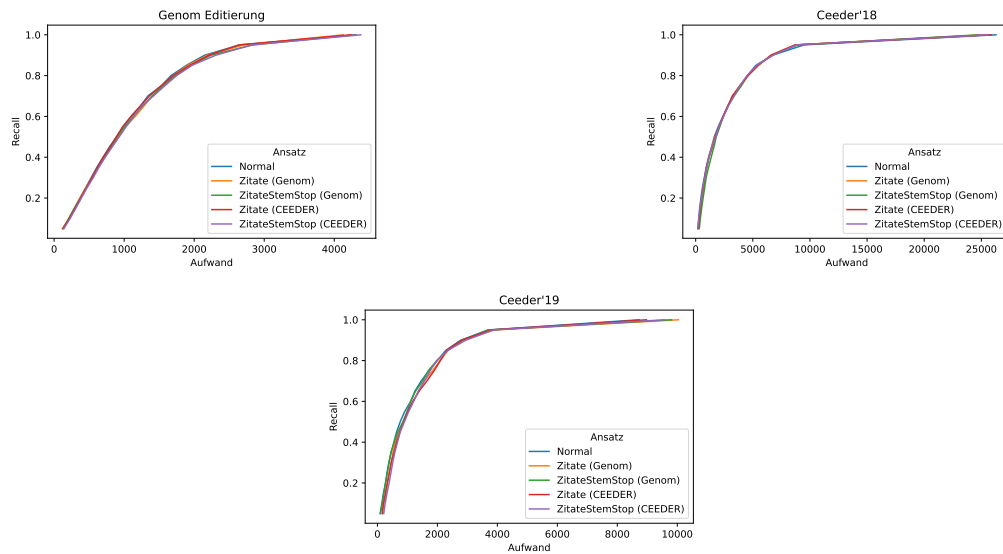 Genom Editierung
1.0
0.8
0.6
0.4
0.2
Recall
0 1000 2000 3000 4000
Aufwand
Ansatz
Normal
Zitate (Genom)
ZitateStemStop (Genom)
Zitate (CEEDER)
ZitateStemStop (CEEDER)
Ceeder'18
1.0
0.8
0.6
0.4
0.2
Recall
0 5000 10000 15000 20000 25000
Aufwand
Ansatz
Normal
Zitate (Genom)
ZitateStemStop (Genom)
Zitate (CEEDER)
ZitateStemStop (CEEDER)
Ceeder'19
1.0
0.8
0.6
0.4
0.2
Recall
0 2000 4000 6000 8000 10000
Aufwand
Ansatz
Normal
Zitate (Genom)
ZitateStemStop (Genom)
Zitate (CEEDER)
ZitateStemStop (CEEDER)